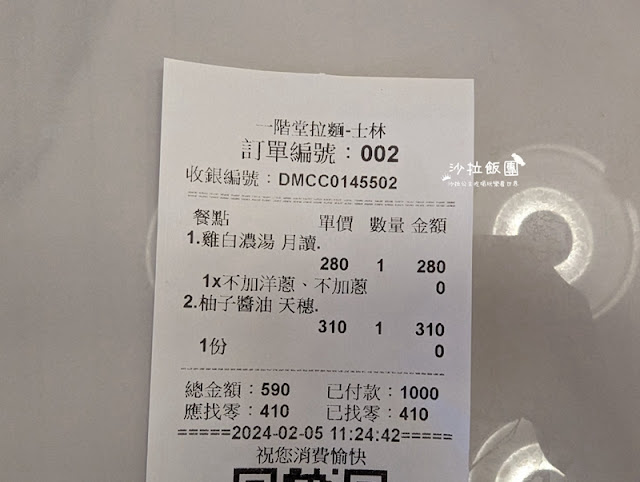 一階堂拉麵-士林
訂單編號：002
收銀編號：DMCC0145502
餐點 單價 數量 金額
1.雞白濃湯 月讀.
280 1 280
1x不加洋蔥、不加蔥 0
2.柚子醬油 天穗.
310 1 310
1份 0
總金額：590 已付款：1000
應找零：410 已找零：410
=====2024-02-05 11:24:42=====
祝您消費愉快
沙拉飯團